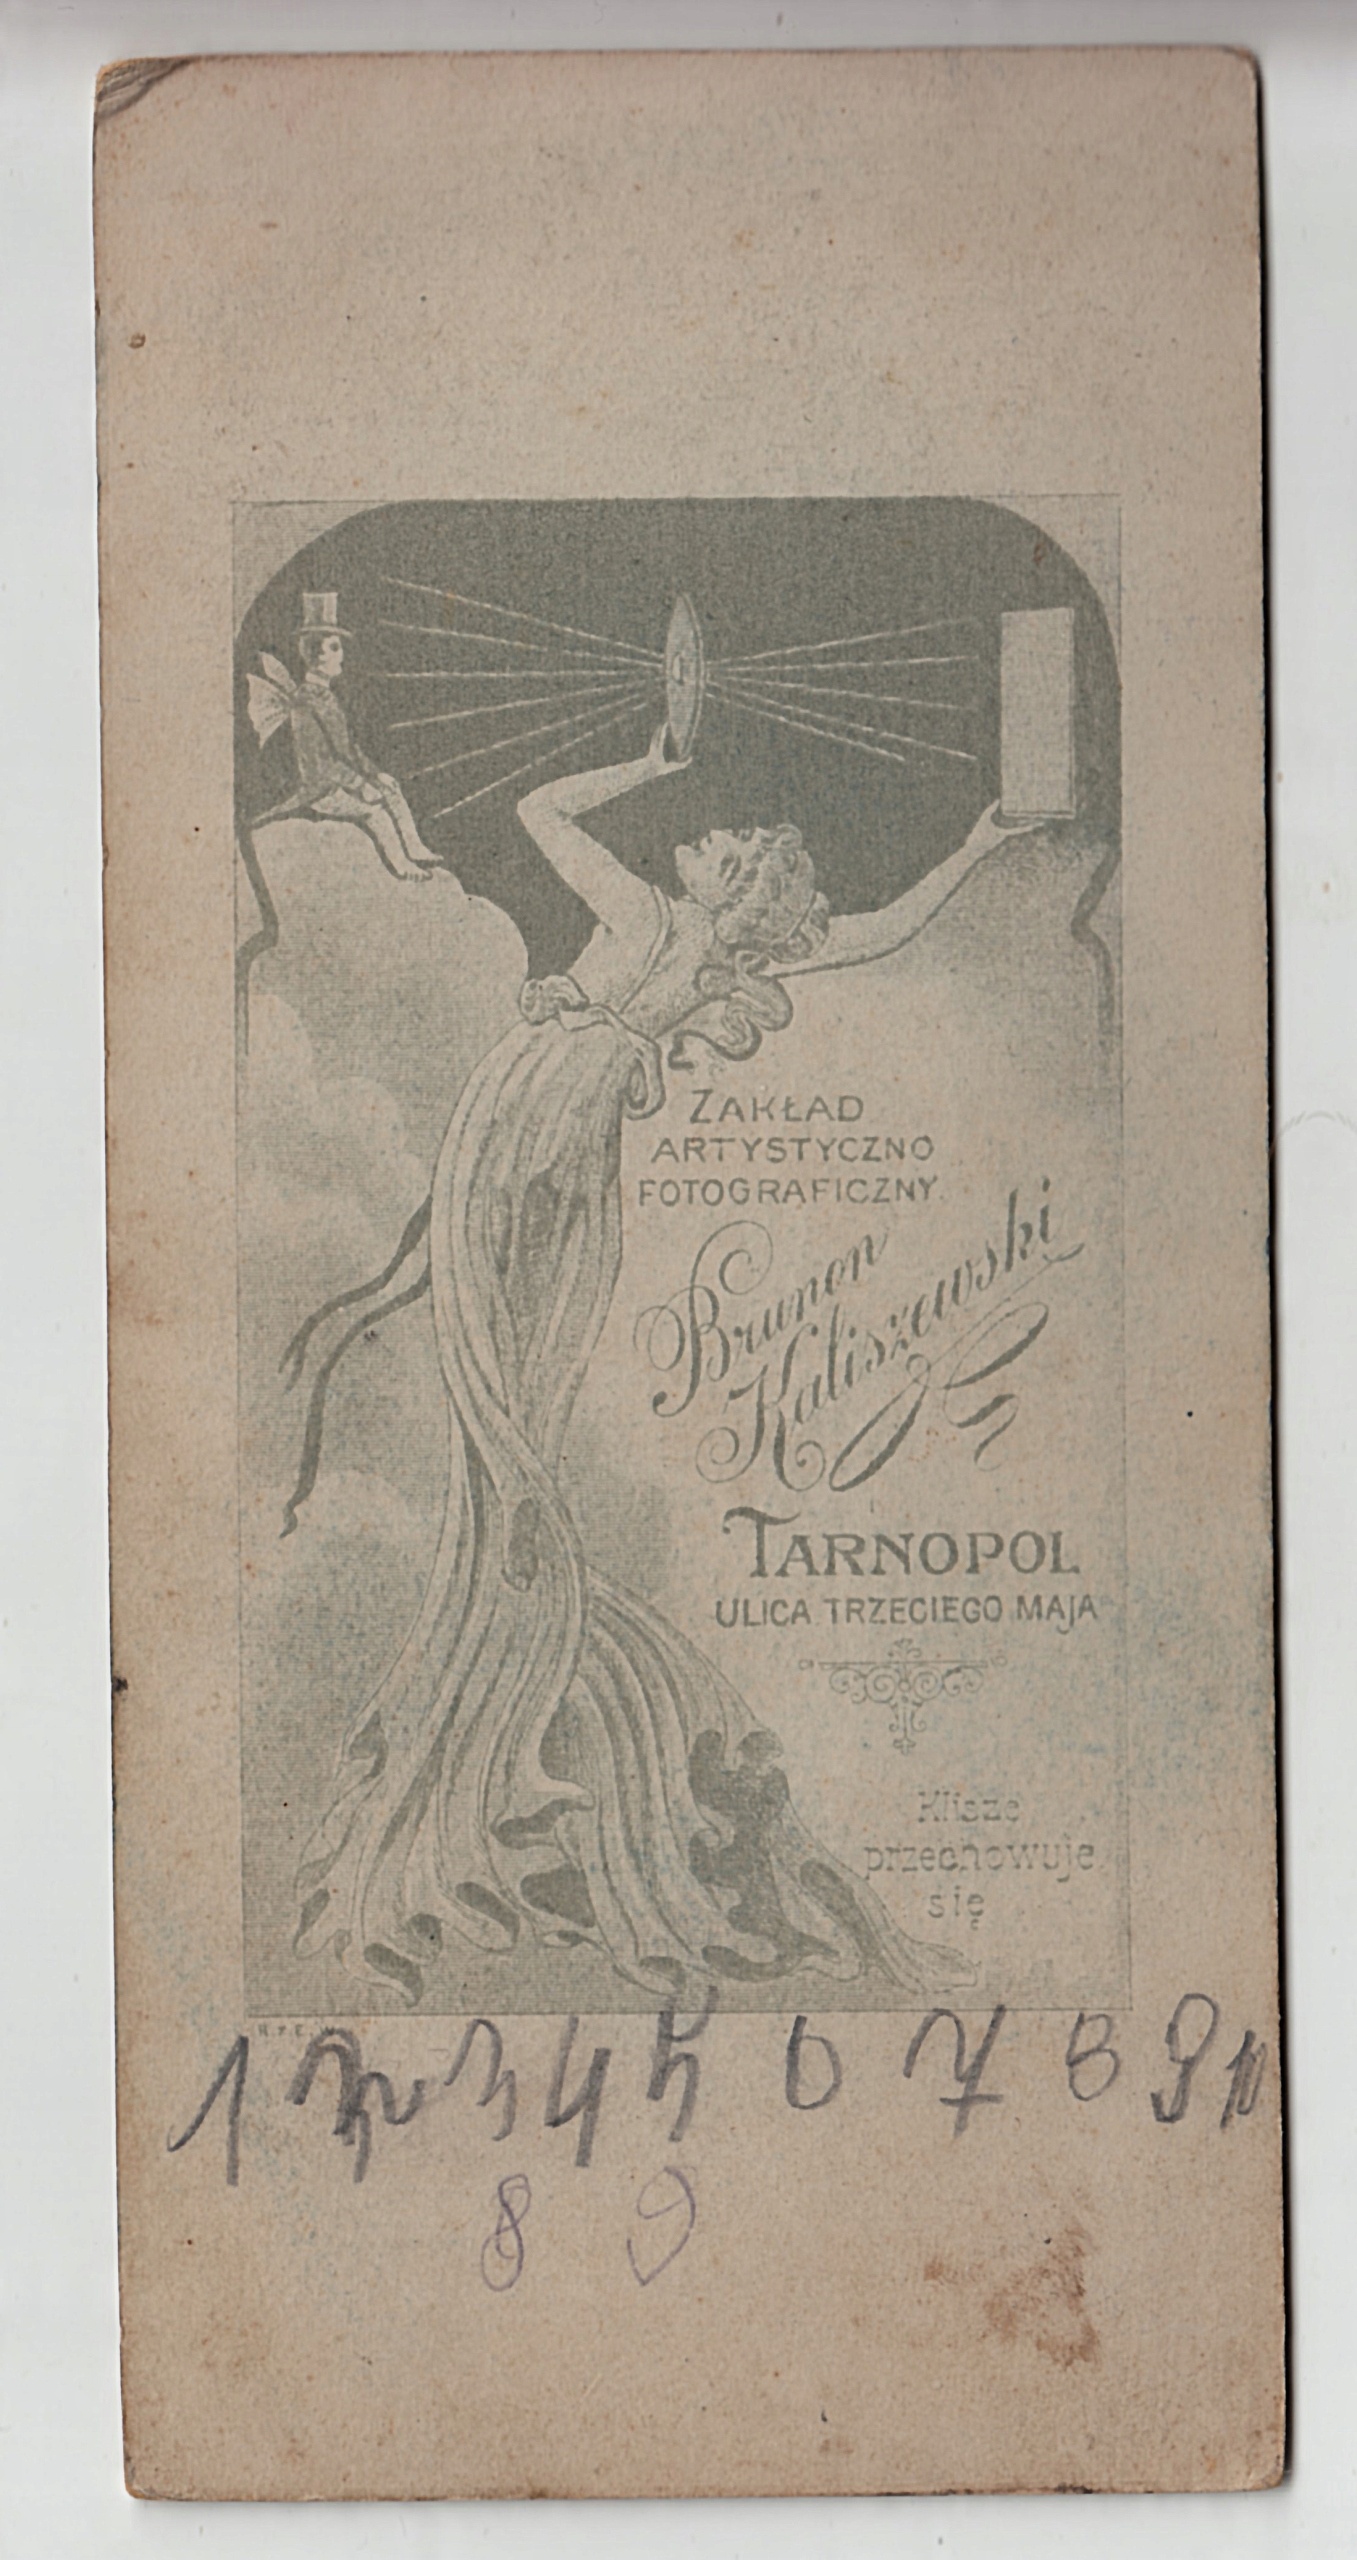 ZAKŁAD
ARTYSTYCZNO
FOTOGRAFICZNY.
Brunon
Kaliszewski
TARNOPOL
ULICA TRZECIEGO MAJA
Klisze
przechowuje
się
1 2 3 4 5 6 7 8 9 10
8 9